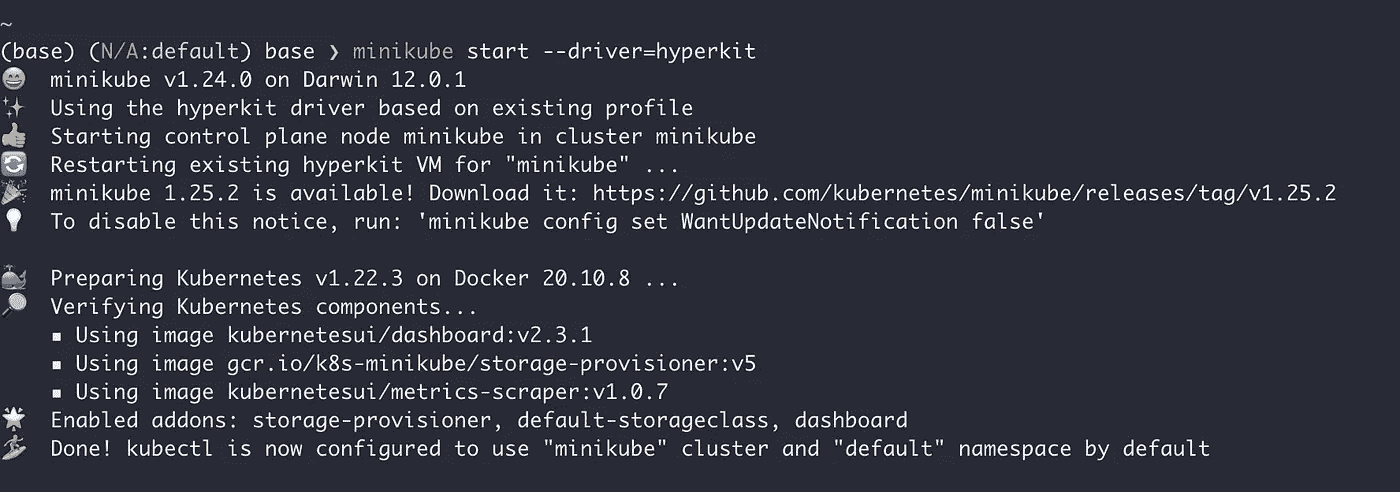 ~
(base) (N/A:default) base ❯ minikube start --driver=hyperkit
😄 minikube v1.24.0 on Darwin 12.0.1
✨ Using the hyperkit driver based on existing profile
👍 Starting control plane node minikube in cluster minikube
🔄 Restarting existing hyperkit VM for "minikube" ...
🎉 minikube 1.25.2 is available! Download it: https://github.com/kubernetes/minikube/releases/tag/v1.25.2
💡 To disable this notice, run: 'minikube config set WantUpdateNotification false'
🐳 Preparing Kubernetes v1.22.3 on Docker 20.10.8 ...
🔎 Verifying Kubernetes components...
▪ Using image kubernetesui/dashboard:v2.3.1
▪ Using image gcr.io/k8s-minikube/storage-provisioner:v5
▪ Using image kubernetesui/metrics-scraper:v1.0.7
🌟 Enabled addons: storage-provisioner, default-storageclass, dashboard
🏄 Done! kubectl is now configured to use "minikube" cluster and "default" namespace by default